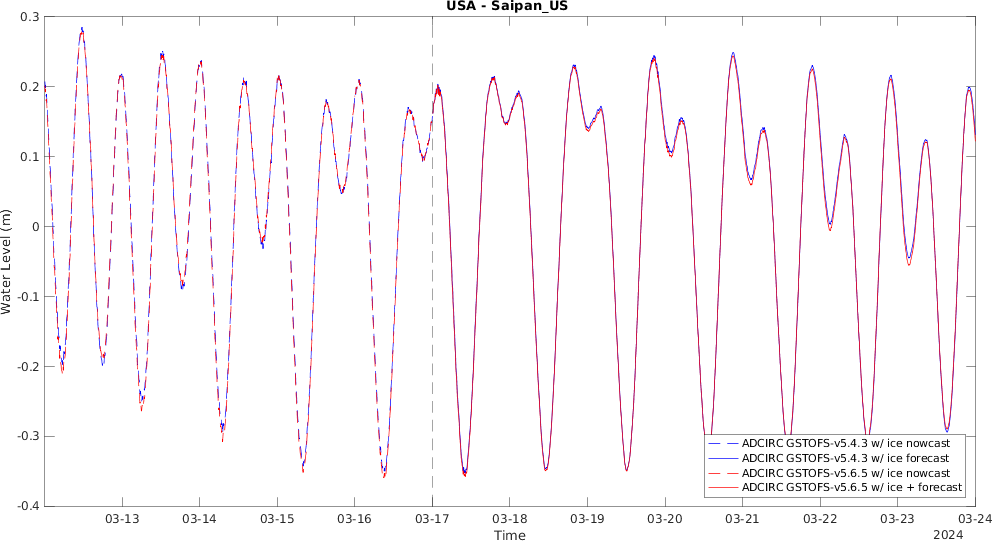 USA - Saipan_US
Water Level (m)
0.3
0.2
0.1
0
-0.1
-0.2
-0.3
-0.4
ADCIRC GSTOFS-v5.4.3 w/ ice nowcast
ADCIRC GSTOFS-v5.4.3 w/ ice forecast
ADCIRC GSTOFS-v5.6.5 w/ ice nowcast
ADCIRC GSTOFS-v5.6.5 w/ ice + forecast
03-13 03-14 03-15 03-16 03-17 03-18 03-19 03-20 03-21 03-22 03-23 03-24
Time
2024